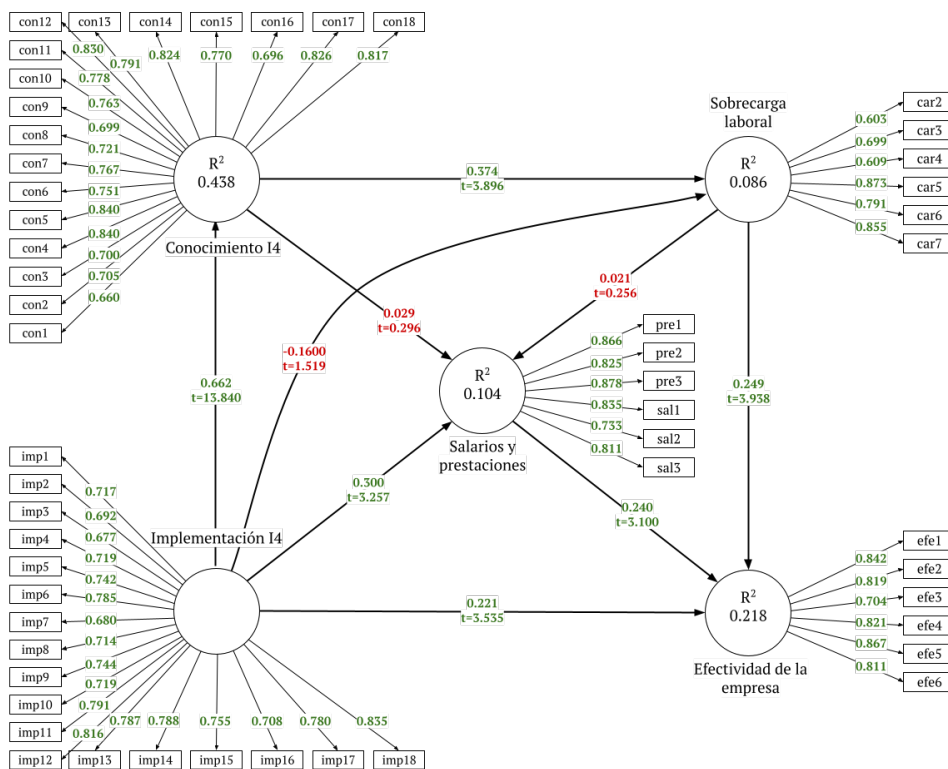 con12
con13
con14
con15
con16
con17
con18
con11
con10
con9
con8
con7
con6
con5
con4
con3
con2
con1
0.830
0.791
0.824
0.770
0.696
0.826
0.817
0.778
0.763
0.699
0.721
0.767
0.751
0.840
0.840
0.700
0.705
0.660
R²
0.438
Conocimiento I4
0.374
t=3.896
Sobrecarga
laboral
R²
0.086
0.603
0.699
0.609
0.873
0.791
0.855
car2
car3
car4
car5
car6
car7
0.029
t=0.296
0.021
t=0.256
-0.1600
t=1.519
0.662
t=13.840
R²
0.104
Salarios y
prestaciones
0.866
0.825
0.878
0.835
0.733
0.811
pre1
pre2
pre3
sal1
sal2
sal3
0.249
t=3.938
0.300
t=3.257
0.240
t=3.100
imp1
imp2
imp3
imp4
imp5
imp6
imp7
imp8
imp9
imp10
imp11
imp12
imp13
imp14
imp15
imp16
imp17
imp18
0.717
0.692
0.677
0.719
0.742
0.785
0.680
0.714
0.744
0.719
0.791
0.816
0.787
0.788
0.755
0.708
0.780
0.835
Implementación I4
0.221
t=3.535
R²
0.218
Efectividad de la
empresa
0.842
0.819
0.704
0.821
0.867
0.811
efe1
efe2
efe3
efe4
efe5
efe6